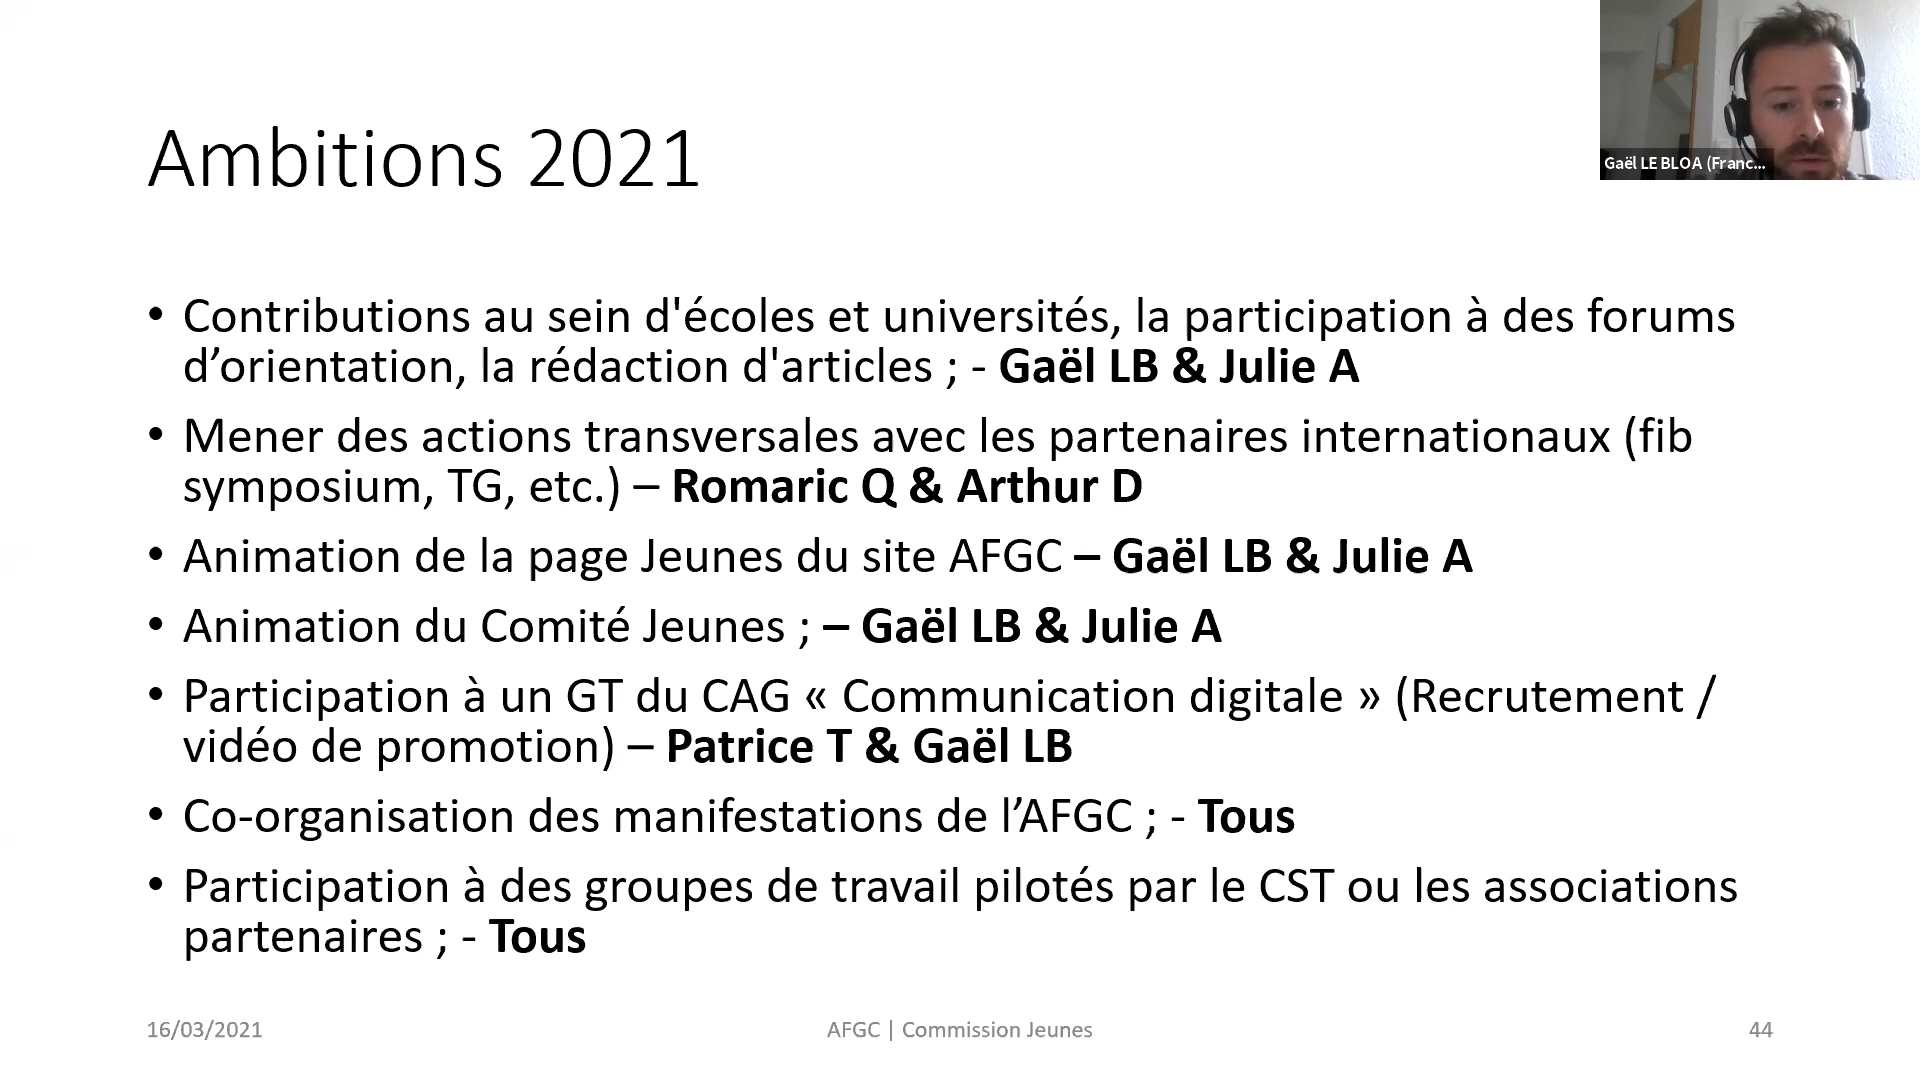 Gaël LE BLOA (Franc...
Ambitions 2021
• Contributions au sein d'écoles et universités, la participation à des forums
d’orientation, la rédaction d'articles ; - Gaël LB & Julie A
• Mener des actions transversales avec les partenaires internationaux (fib
symposium, TG, etc.) – Romaric Q & Arthur D
• Animation de la page Jeunes du site AFGC – Gaël LB & Julie A
• Animation du Comité Jeunes ; – Gaël LB & Julie A
• Participation à un GT du CAG « Communication digitale » (Recrutement /
vidéo de promotion) – Patrice T & Gaël LB
• Co-organisation des manifestations de l’AFGC ; - Tous
• Participation à des groupes de travail pilotés par le CST ou les associations
partenaires ; - Tous
16/03/2021
AFGC | Commission Jeunes
44